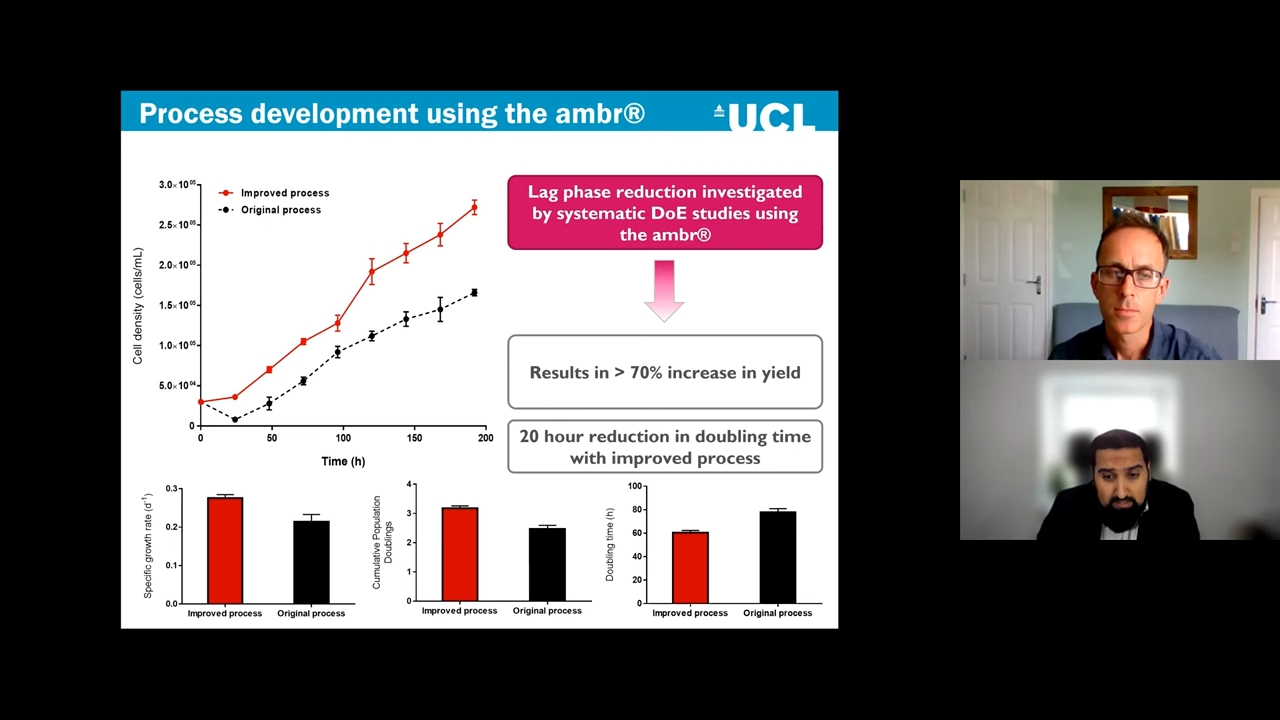 Process development using the ambr®
UCL
3.0×10⁰⁵
2.5×10⁰⁵
2.0×10⁰⁵
1.5×10⁰⁵
1.0×10⁰⁵
5.0×10⁰⁴
0
Cell density (cells/mL)
Improved process
Original process
0
50
100
150
200
Time (h)
Lag phase reduction investigated
by systematic DoE studies using
the ambr®
Results in > 70% increase in yield
20 hour reduction in doubling time
with improved process
Specific growth rate (d⁻¹)
0.3
0.2
0.1
0.0
Improved process
Original process
Cumulative Population
Doublings
4
3
2
1
0
Improved process
Original process
Doubling time (h)
100
80
60
40
20
0
Improved process
Original process